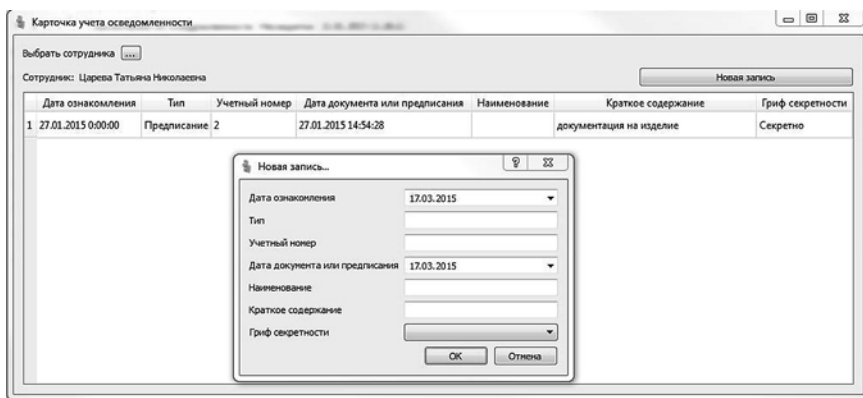 Карточка учета осведомленности
Выбрать сотрудника ...
Сотрудник: Царева Татьяна Николаевна
Новая запись
Дата ознакомления Тип Учетный номер Дата документа или предписания Наименование Краткое содержание Гриф секретности
1 27.01.2015 0:00:00 Предписание 2 27.01.2015 14:54:28 документация на изделие Секретно
Новая запись...
Дата ознакомления 17.03.2015
Тип
Учетный номер
Дата документа или предписания 17.03.2015
Наименование
Краткое содержание
Гриф секретности
OK Отмена